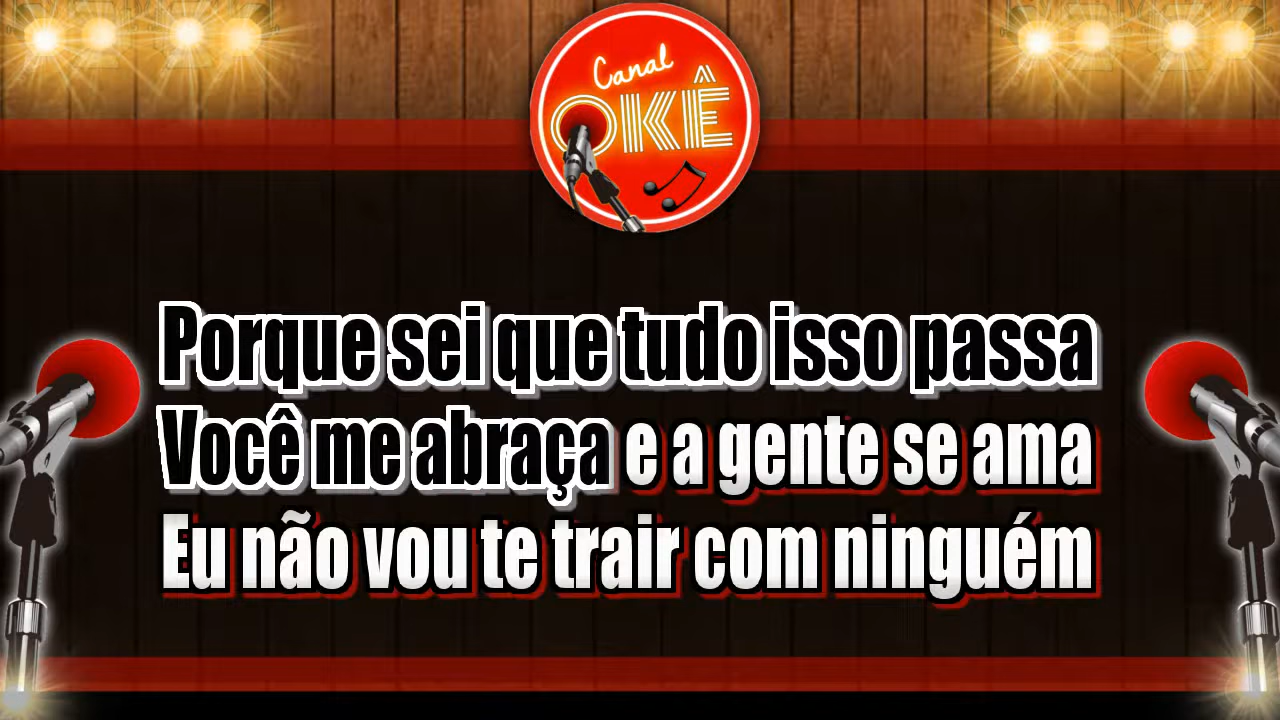 Canal
OKÊ
Porque sei que tudo isso passa
Você me abraça e a gente se ama
Eu não vou te trair com ninguém